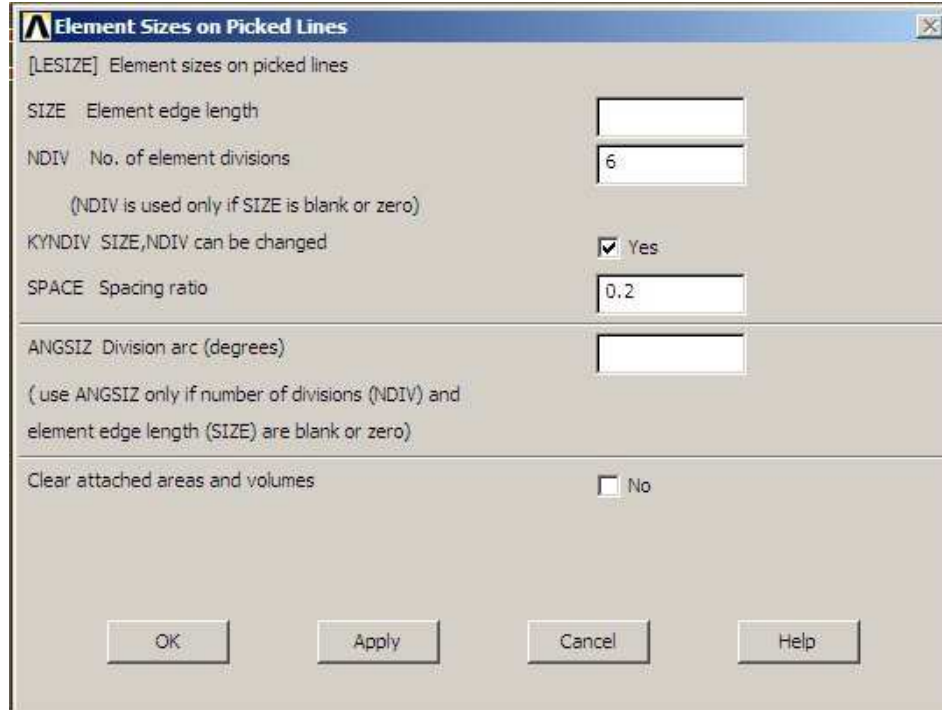 Element Sizes on Picked Lines
[LESIZE] Element sizes on picked lines
SIZE Element edge length
NDIV No. of element divisions 6
(NDIV is used only if SIZE is blank or zero)
KYNDIV SIZE,NDIV can be changed Yes
SPACE Spacing ratio 0.2
ANGSIZ Division arc (degrees)
( use ANGSIZ only if number of divisions (NDIV) and
element edge length (SIZE) are blank or zero)
Clear attached areas and volumes No
OK Apply Cancel Help